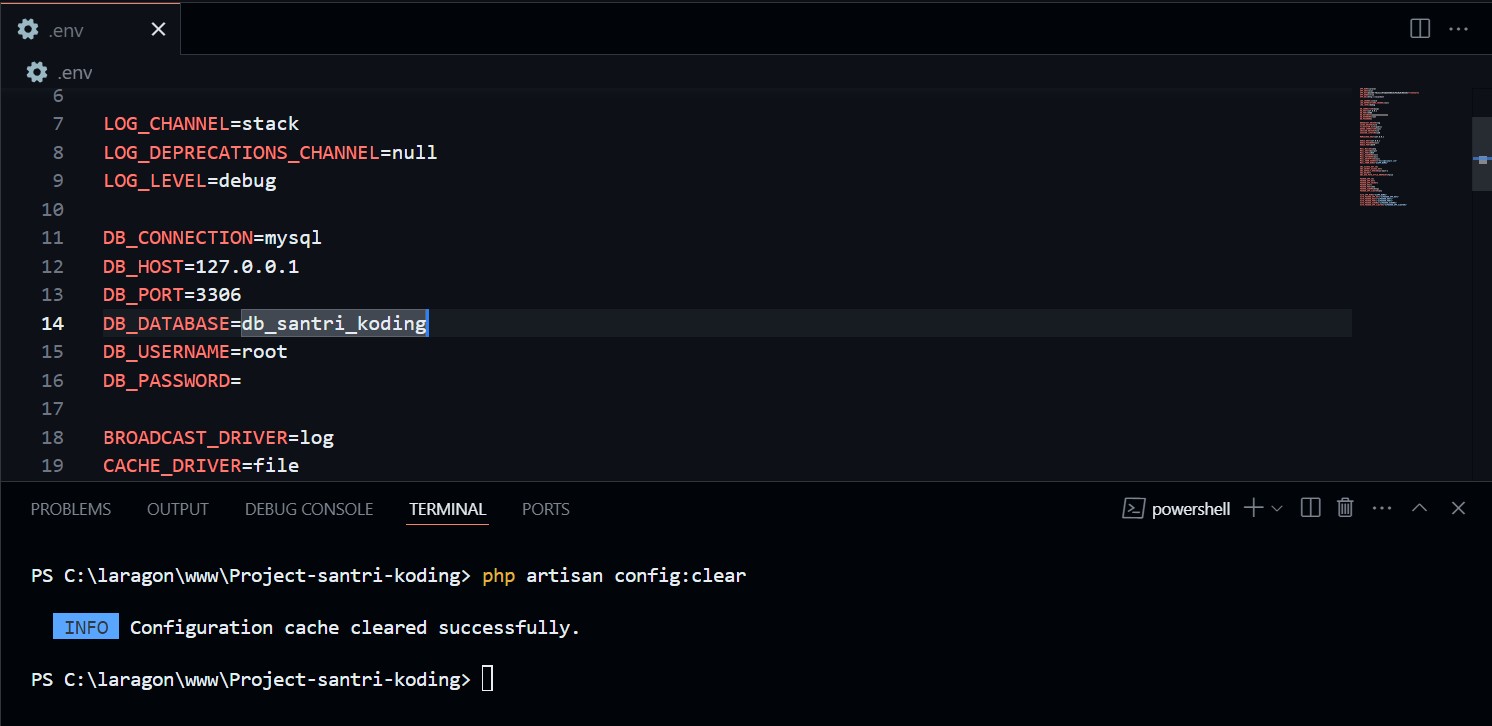 .env
.env
6
7 LOG_CHANNEL=stack
8 LOG_DEPRECATIONS_CHANNEL=null
9 LOG_LEVEL=debug
10
11 DB_CONNECTION=mysql
12 DB_HOST=127.0.0.1
13 DB_PORT=3306
14 DB_DATABASE=db_santri_koding
15 DB_USERNAME=root
16 DB_PASSWORD=
17
18 BROADCAST_DRIVER=log
19 CACHE_DRIVER=file
PROBLEMS OUTPUT DEBUG CONSOLE TERMINAL PORTS powershell
PS C:\laragon\www\Project-santri-koding> php artisan config:clear
INFO Configuration cache cleared successfully.
PS C:\laragon\www\Project-santri-koding>